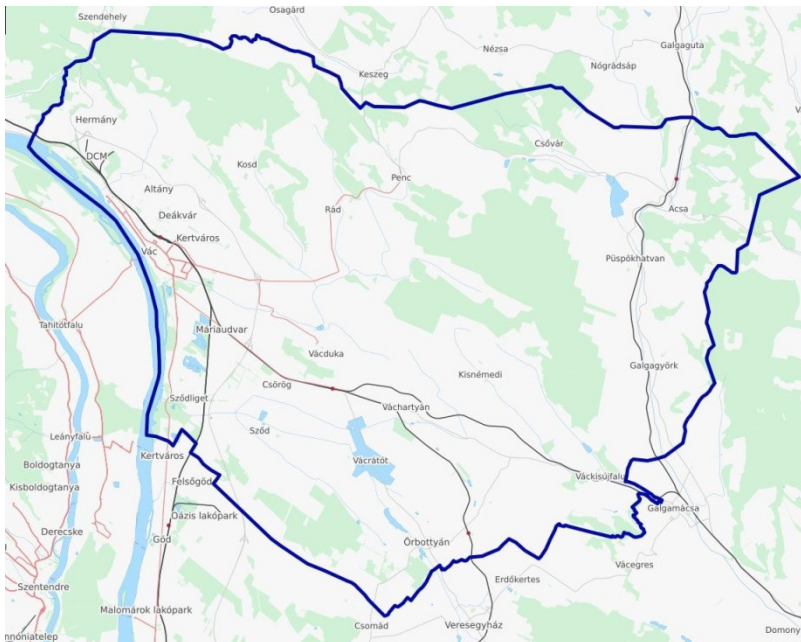 Szendehely
Osagárd
Galgaguta
Nézsa
Nógrádsáp
Keszeg
Hermány
DCM
Kosd
Csővár
Penc
Altány
Rád
Acsa
Deákvár
Kertváros
Vác
Püspökhatvan
Tahitótfalu
Máriaudvar
Vácduka
Galgagyörk
Kisnémedi
Csörög
Sződliget
Váchartyán
Sződ
Leányfalu
Kertváros
Vácrátót
Boldogtanya
Váckisújfalu
Kisboldogtanya
Felsőgöd
Galgamácsa
Oázis lakópark
Derecske
Göd
Őrbottyán
Vácegres
Szentendre
Erdőkertes
Malomárok lakópark
Csomád
Veresegyház
Domony
nnóniatelep